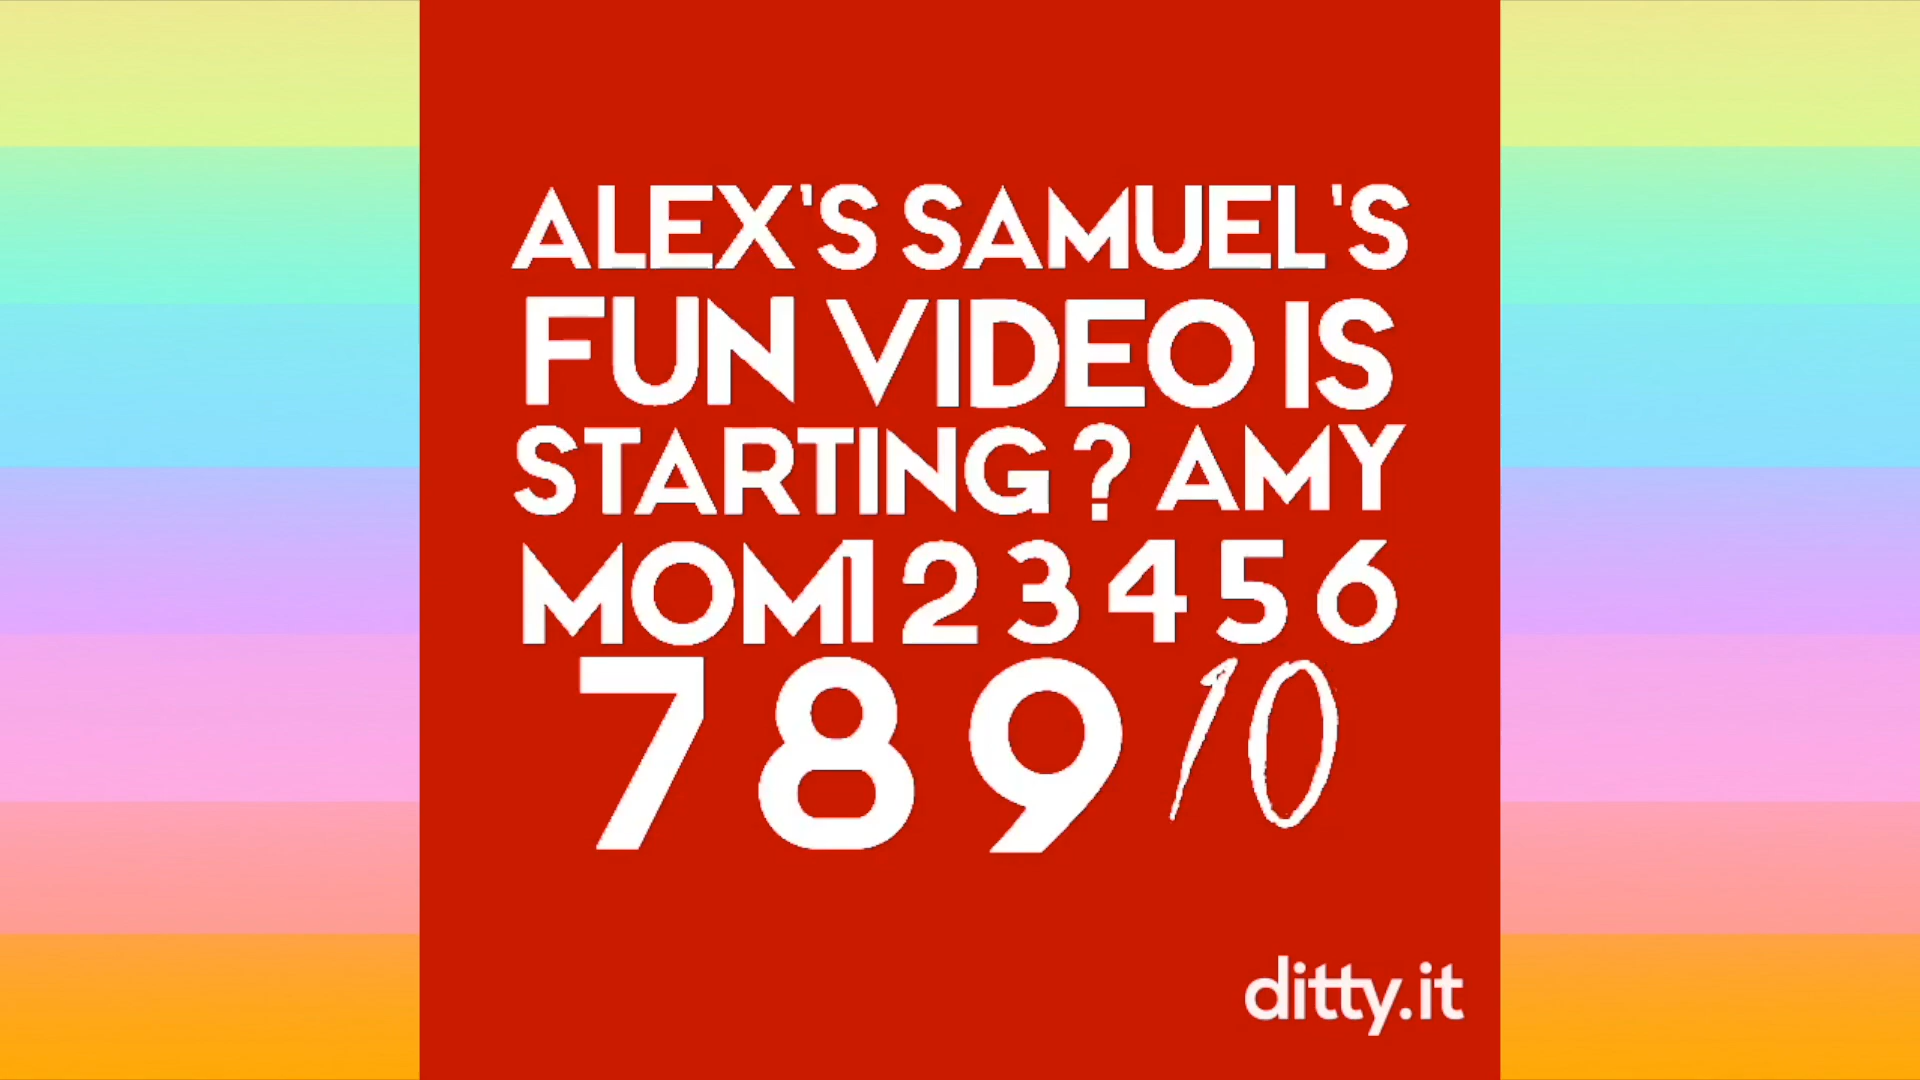 ALEX'S SAMUEL'S
FUN VIDEO IS
STARTING ? AMY
MOM1 2 3 4 5 6
7 8 9 10
ditty.it